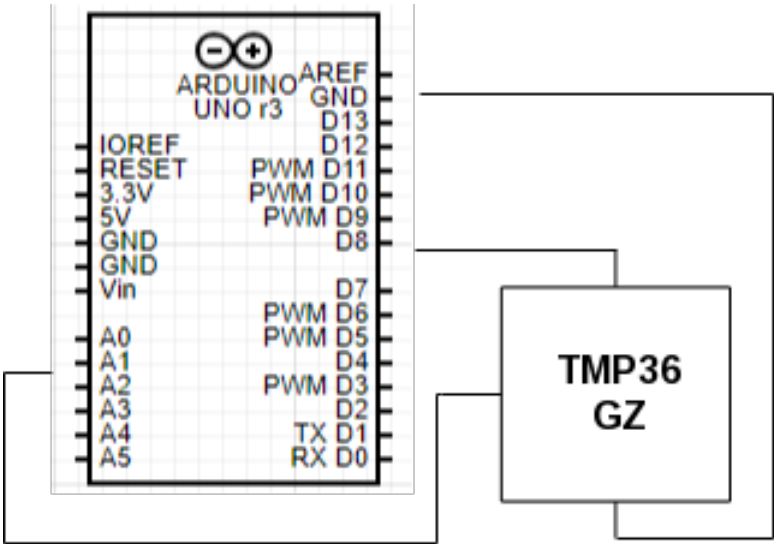 ARDUINO
UNO r3
AREF
GND
D13
IOREF D12
RESET PWM D11
3.3V PWM D10
5V PWM D9
GND D8
GND
Vin D7
PWM D6
A0 PWM D5
A1 D4
A2 PWM D3
A3 D2
A4 TX D1
A5 RX D0
TMP36
GZ